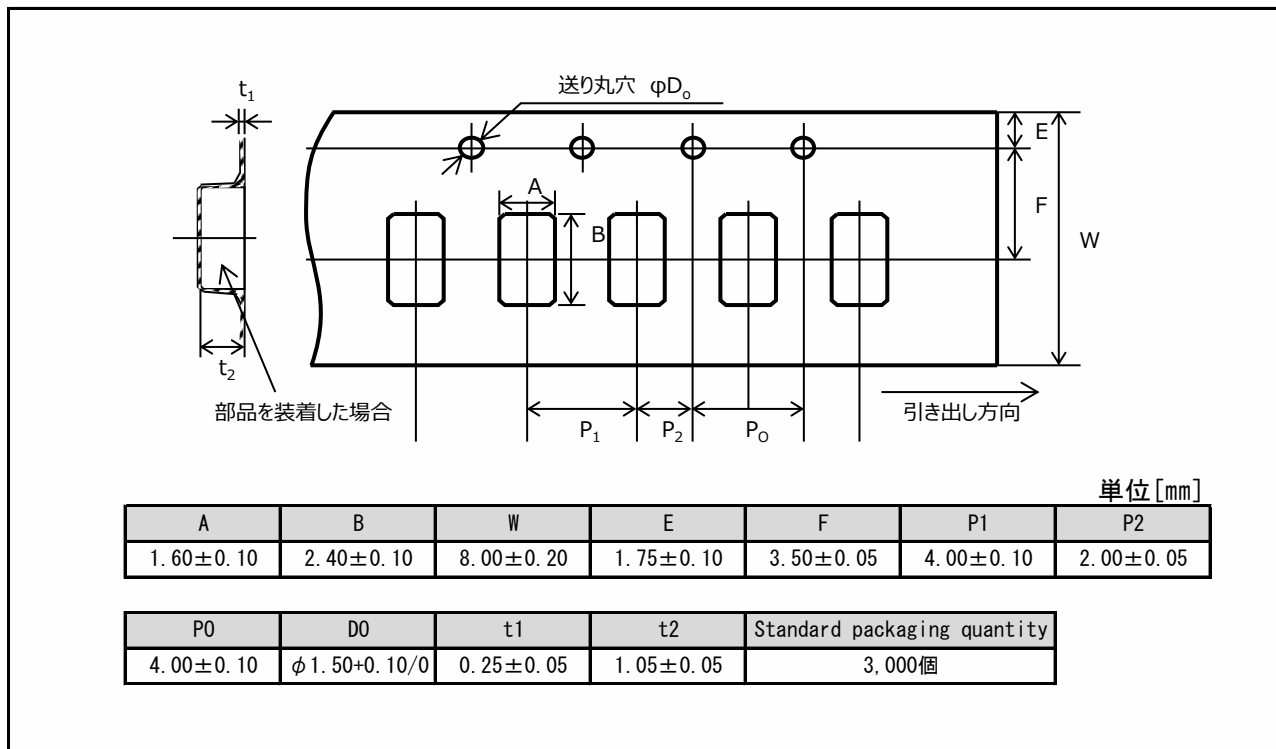 t1
送り丸穴 φDo
E
A
F
B
W
t2
部品を装着した場合
引き出し方向
P1
P2
PO
単位[mm]
A B W E F P1 P2
1.60±0.10 2.40±0.10 8.00±0.20 1.75±0.10 3.50±0.05 4.00±0.10 2.00±0.05
P0 D0 t1 t2 Standard packaging quantity
4.00±0.10 φ1.50+0.10/0 0.25±0.05 1.05±0.05 3,000個